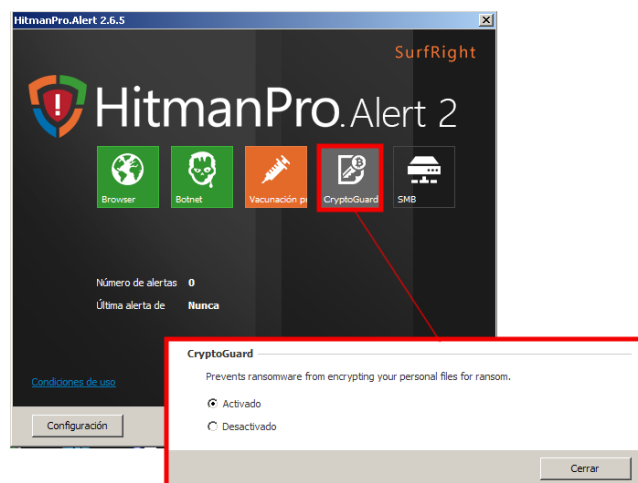 HitmanPro.Alert 2.6.5
SurfRight
HitmanPro.Alert 2
Browser
Botnet
Vacunación
CryptoGuard
SMB
Número de alertas 0
Última alerta de Nunca
Condiciones de uso
Configuración
CryptoGuard
Prevents ransomware from encrypting your personal files for ransom.
Activado
Desactivado
Cerrar